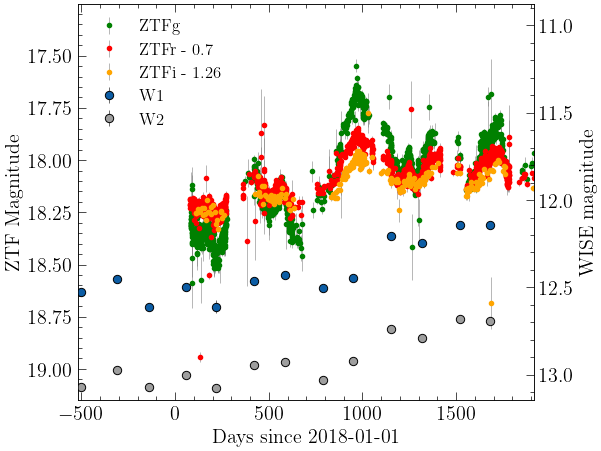 ZTFg
ZTFr - 0.7
ZTFi - 1.26
W1
W2
17.50
17.75
18.00
18.25
18.50
18.75
19.00
ZTF Magnitude
11.0
11.5
12.0
12.5
13.0
WISE magnitude
−500 0 500 1000 1500
Days since 2018-01-01